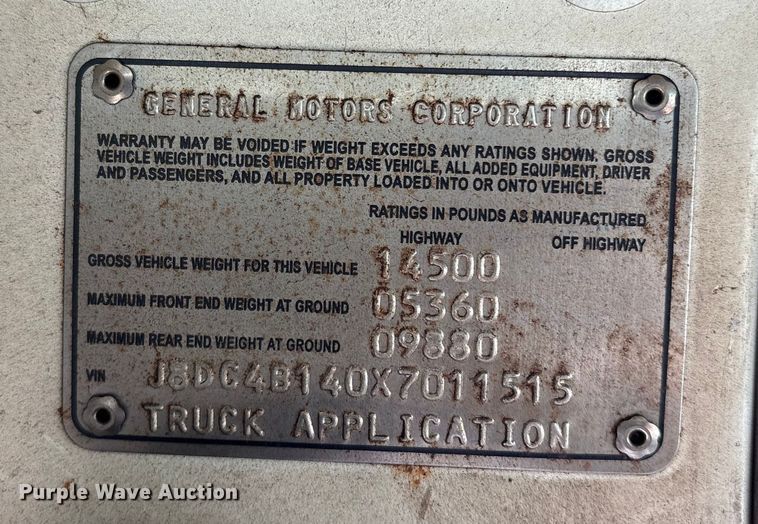 GENERAL MOTORS CORPORATION
WARRANTY MAY BE VOIDED IF WEIGHT EXCEEDS ANY RATINGS SHOWN. GROSS
VEHICLE WEIGHT INCLUDES WEIGHT OF BASE VEHICLE, ALL ADDED EQUIPMENT, DRIVER
AND PASSENGERS, AND ALL PROPERTY LOADED INTO OR ONTO VEHICLE.
RATINGS IN POUNDS AS MANUFACTURED
HIGHWAY OFF HIGHWAY
GROSS VEHICLE WEIGHT FOR THIS VEHICLE 14500
MAXIMUM FRONT END WEIGHT AT GROUND 05360
MAXIMUM REAR END WEIGHT AT GROUND 09880
VIN J8DC4B140X7011515
TRUCK APPLICATION
Purple Wave Auction